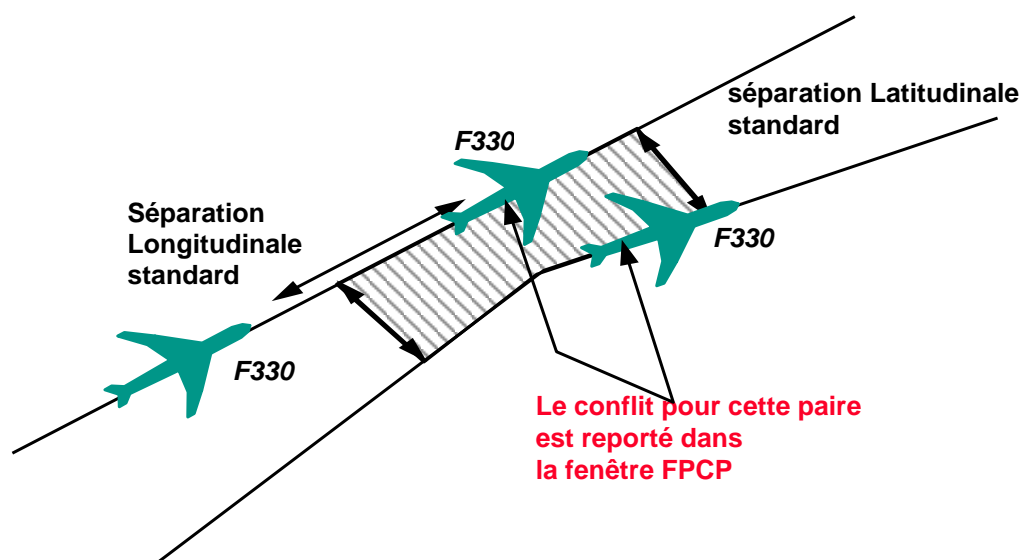 séparation Latitudinale
standard
F330
Séparation
Longitudinale
standard
F330
F330
Le conflit pour cette paire
est reporté dans
la fenêtre FPCP